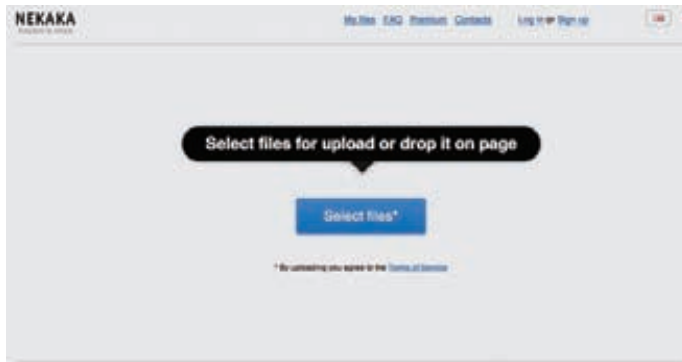 NEKAKA
My files FAQ Premium Contacts Log in or Sign up
Select files for upload or drop it on page
Select files*
* By uploading you agree to the Terms of Service